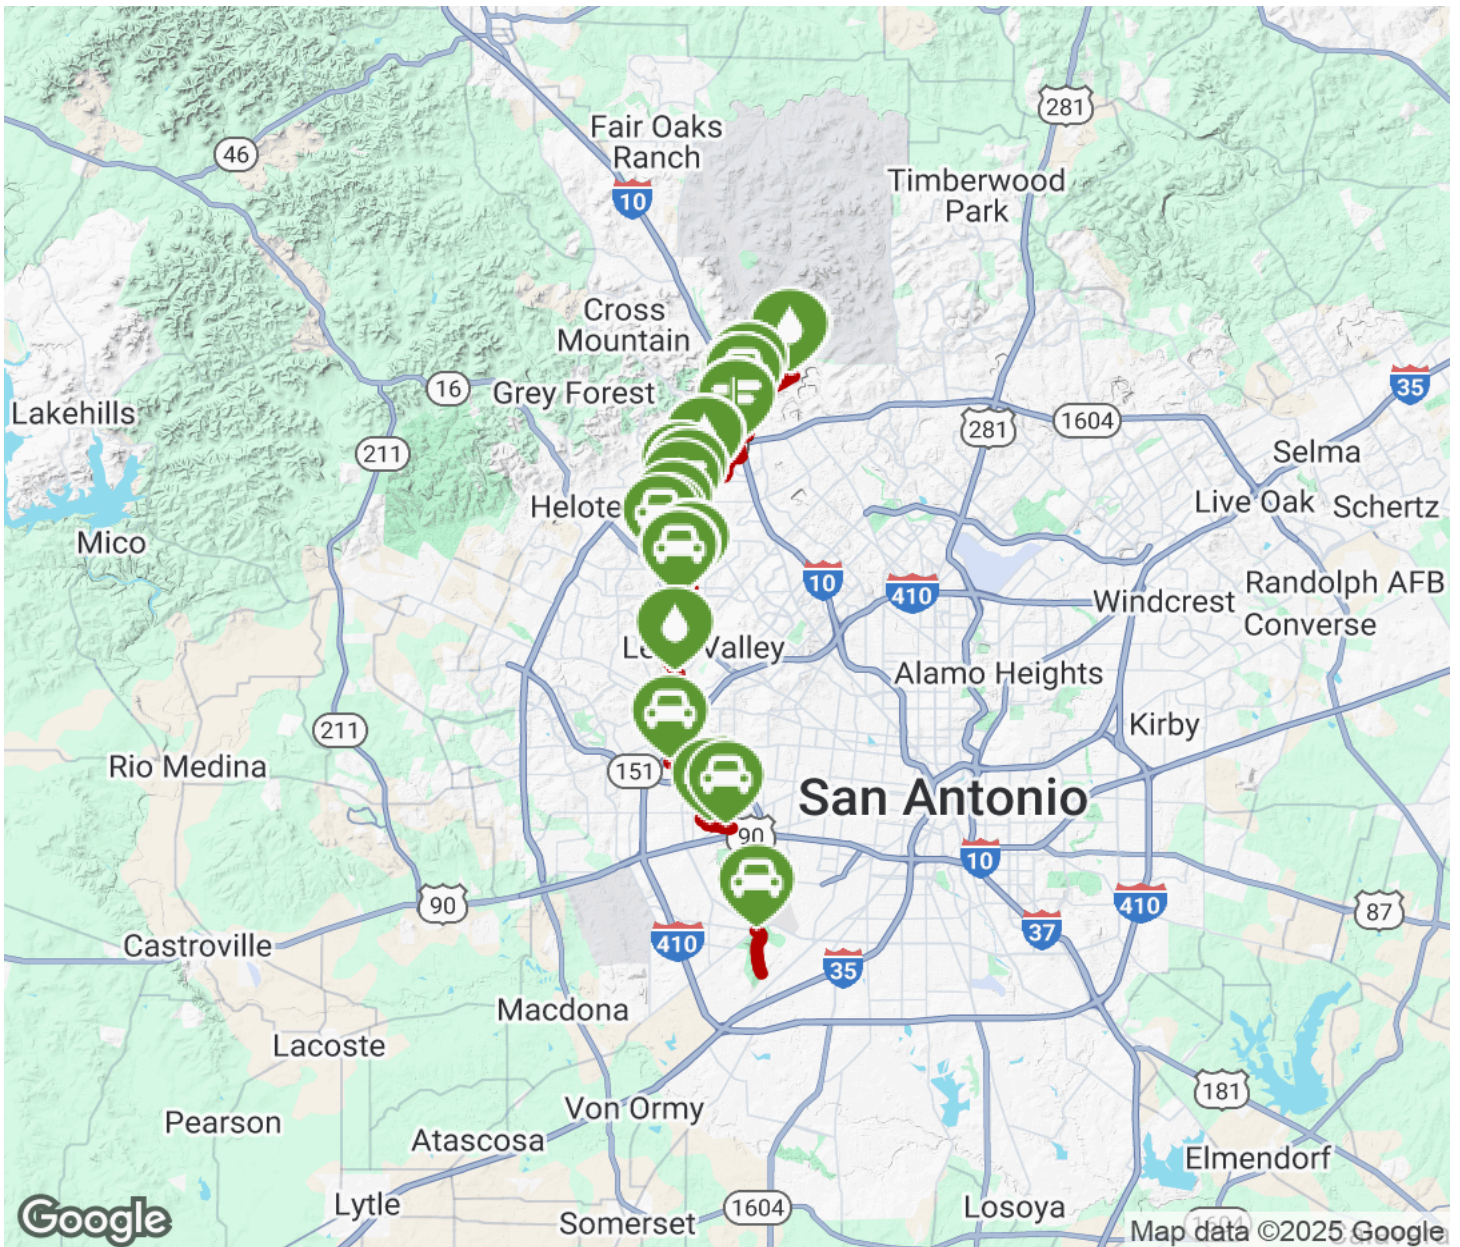 281
Fair Oaks
Ranch
46
10
Timberwood
Park
Cross
Mountain
16
Grey Forest
35
Lakehills
281
1604
211
Selma
Helote
Live Oak
Schertz
Mico
10
410
Randolph AFB
Windcrest
Converse
Valley
Alamo Heights
211
Kirby
Rio Medina
151
San Antonio
90
10
90
410
87
Castroville
410
37
35
Macdona
Lacoste
181
Pearson
Von Ormy
Atascosa
Elmendorf
Lytle
1604
Losoya
Somerset
Google
Map data ©2025 Google